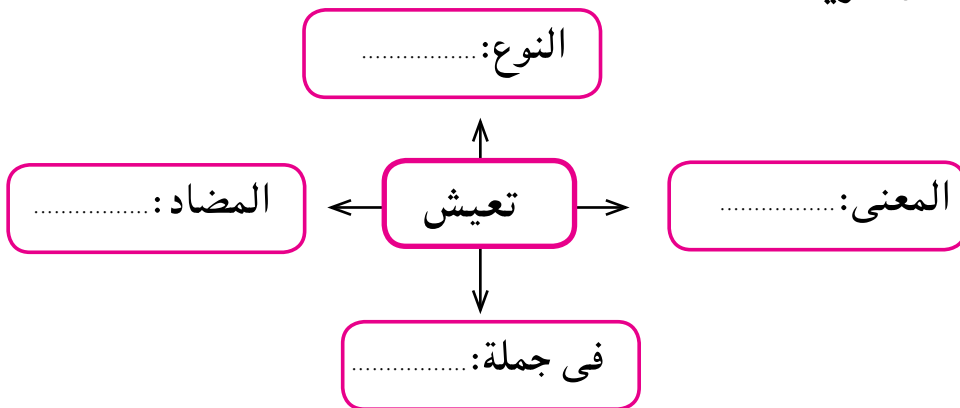 النوع: .................
المعنى: .................
تعيش
المضاد: .................
فى جملة: .................